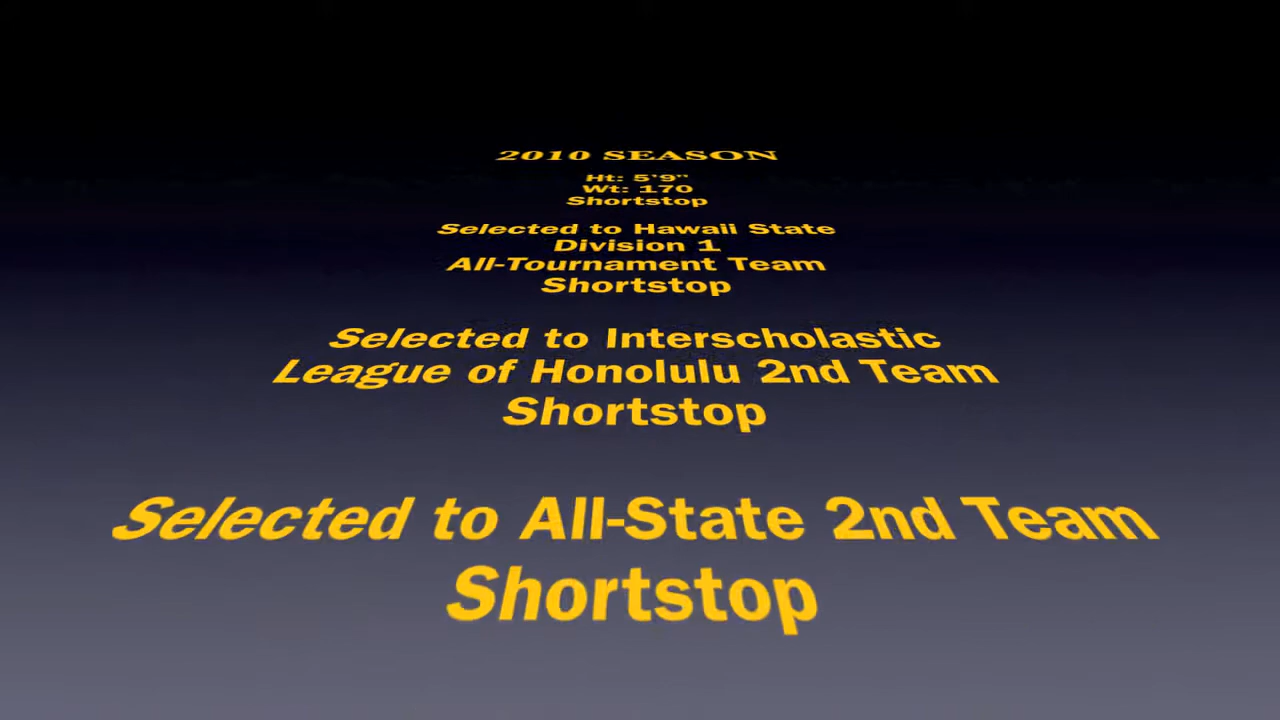 2010 SEASON
Ht: 5'9"
Wt: 170
Shortstop
Selected to Hawaii State
Division 1
All-Tournament Team
Shortstop
Selected to Interscholastic
League of Honolulu 2nd Team
Shortstop
Selected to All-State 2nd Team
Shortstop